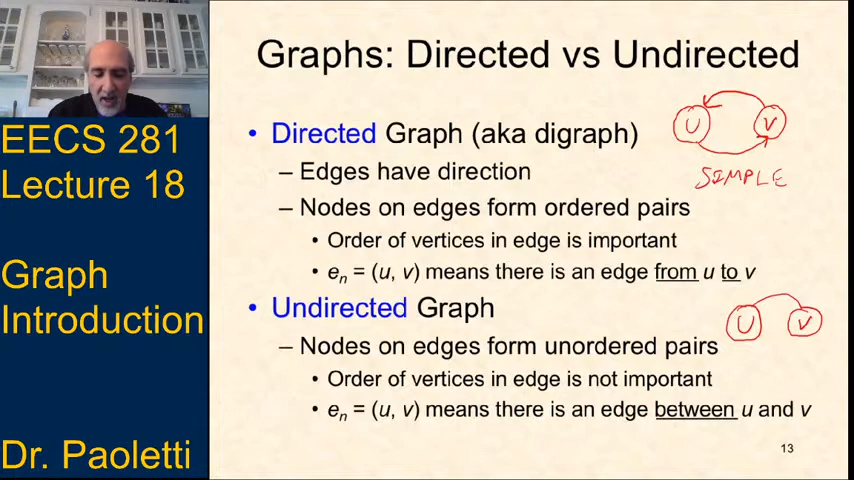 Graphs: Directed vs Undirected
EECS 281
Lecture 18
Graph
Introduction
Dr. Paoletti
• Directed Graph (aka digraph)
– Edges have direction
– Nodes on edges form ordered pairs
• Order of vertices in edge is important
• en = (u, v) means there is an edge from u to v
• Undirected Graph
– Nodes on edges form unordered pairs
• Order of vertices in edge is not important
• en = (u, v) means there is an edge between u and v
U V
SIMPLE
U V
13